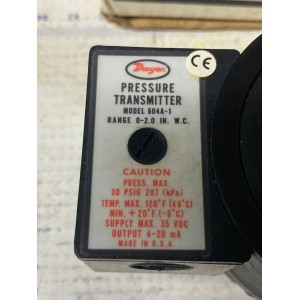 Dwyer
CE
PRESSURE
TRANSMITTER
MODEL 604A-1
RANGE 0-2.0 IN. W.C.
CAUTION
PRESS. MAX.
30 PSIG 207 (kPa)
TEMP. MAX. 120°F (49°C)
MIN. +20°F (-8°C)
SUPPLY MAX. 35 VDC
OUTPUT 4-20 mA
MADE IN U.S.A.